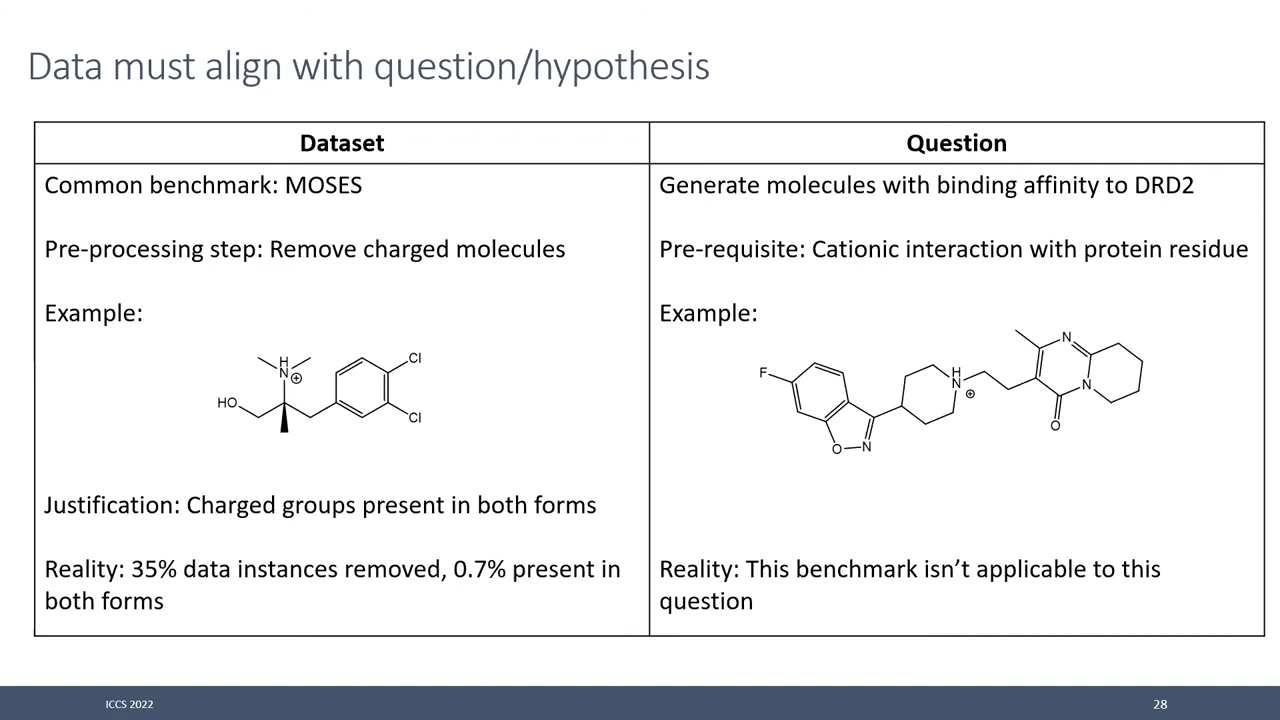 Data must align with question/hypothesis
Dataset
Question
Common benchmark: MOSES
Pre-processing step: Remove charged molecules
Example:
H
N
⊕
HO
Cl
Cl
Justification: Charged groups present in both forms
Reality: 35% data instances removed, 0.7% present in
both forms
Generate molecules with binding affinity to DRD2
Pre-requisite: Cationic interaction with protein residue
Example:
F
O
N
H
N
⊕
N
N
O
Reality: This benchmark isn’t applicable to this
question
ICCS 2022
28